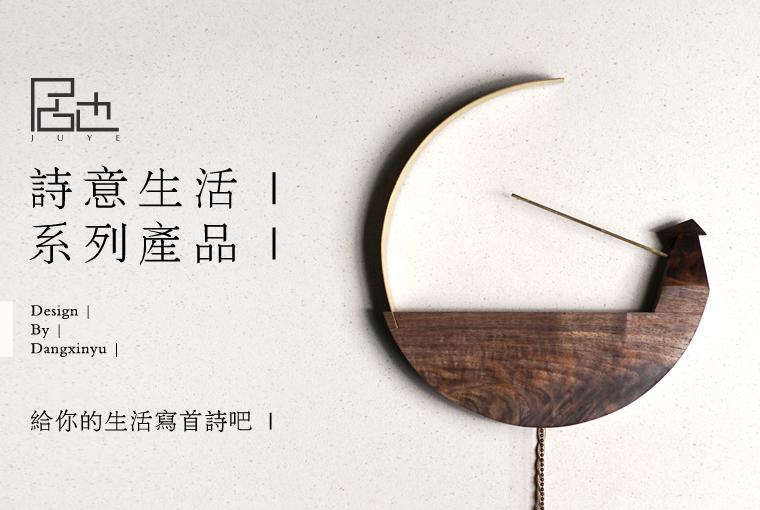 居也
JUYE
詩意生活 |
系列產品 |
Design |
By |
Dangxinyu |
給你的生活寫首詩吧 |